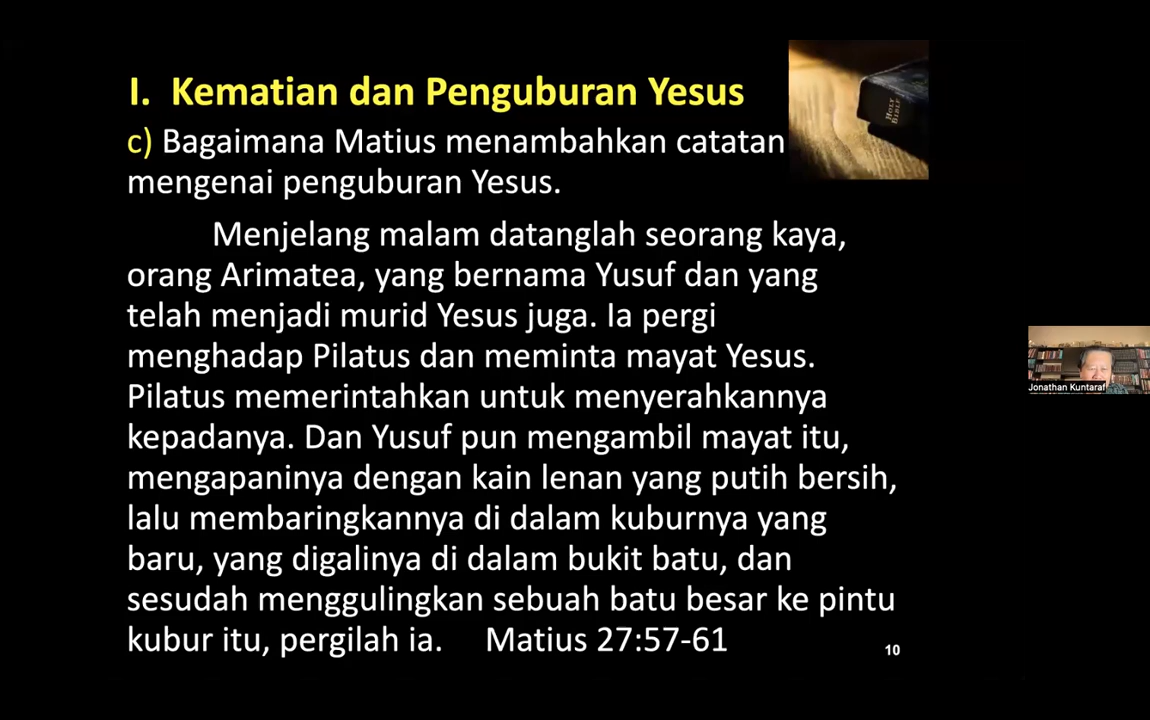 I. Kematian dan Penguburan Yesus
c) Bagaimana Matius menambahkan catatan
mengenai penguburan Yesus.
Menjelang malam datanglah seorang kaya,
orang Arimatea, yang bernama Yusuf dan yang
telah menjadi murid Yesus juga. Ia pergi
menghadap Pilatus dan meminta mayat Yesus.
Pilatus memerintahkan untuk menyerahkannya
kepadanya. Dan Yusuf pun mengambil mayat itu,
mengapaninya dengan kain lenan yang putih bersih,
lalu membaringkannya di dalam kuburnya yang
baru, yang digalinya di dalam bukit batu, dan
sesudah menggulingkan sebuah batu besar ke pintu
kubur itu, pergilah ia. Matius 27:57-61
10
HOLY
BIBLE
Jonathan Kuntaraf